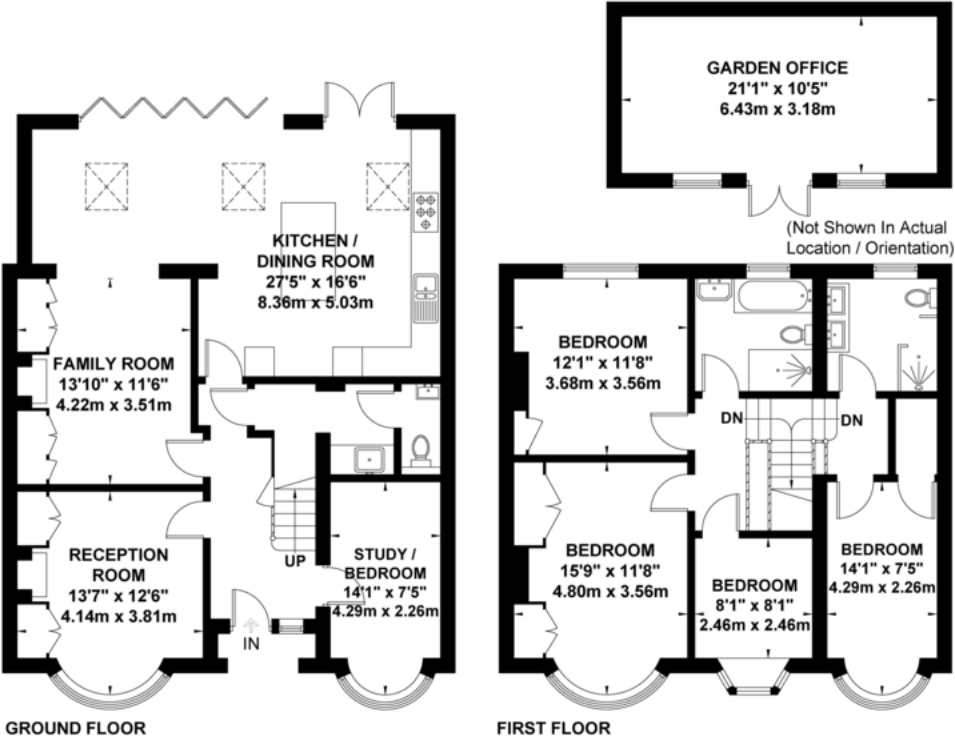 GARDEN OFFICE
21'1" x 10'5"
6.43m x 3.18m
(Not Shown In Actual
Location / Orientation)
KITCHEN /
DINING ROOM
27'5" x 16'6"
8.36m x 5.03m
FAMILY ROOM
13'10" x 11'6"
4.22m x 3.51m
RECEPTION
ROOM
13'7" x 12'6"
4.14m x 3.81m
UP
STUDY /
BEDROOM
14'1" x 7'5"
4.29m x 2.26m
IN
GROUND FLOOR
BEDROOM
12'1" x 11'8"
3.68m x 3.56m
DN
DN
BEDROOM
15'9" x 11'8"
4.80m x 3.56m
BEDROOM
8'1" x 8'1"
2.46m x 2.46m
BEDROOM
14'1" x 7'5"
4.29m x 2.26m
FIRST FLOOR